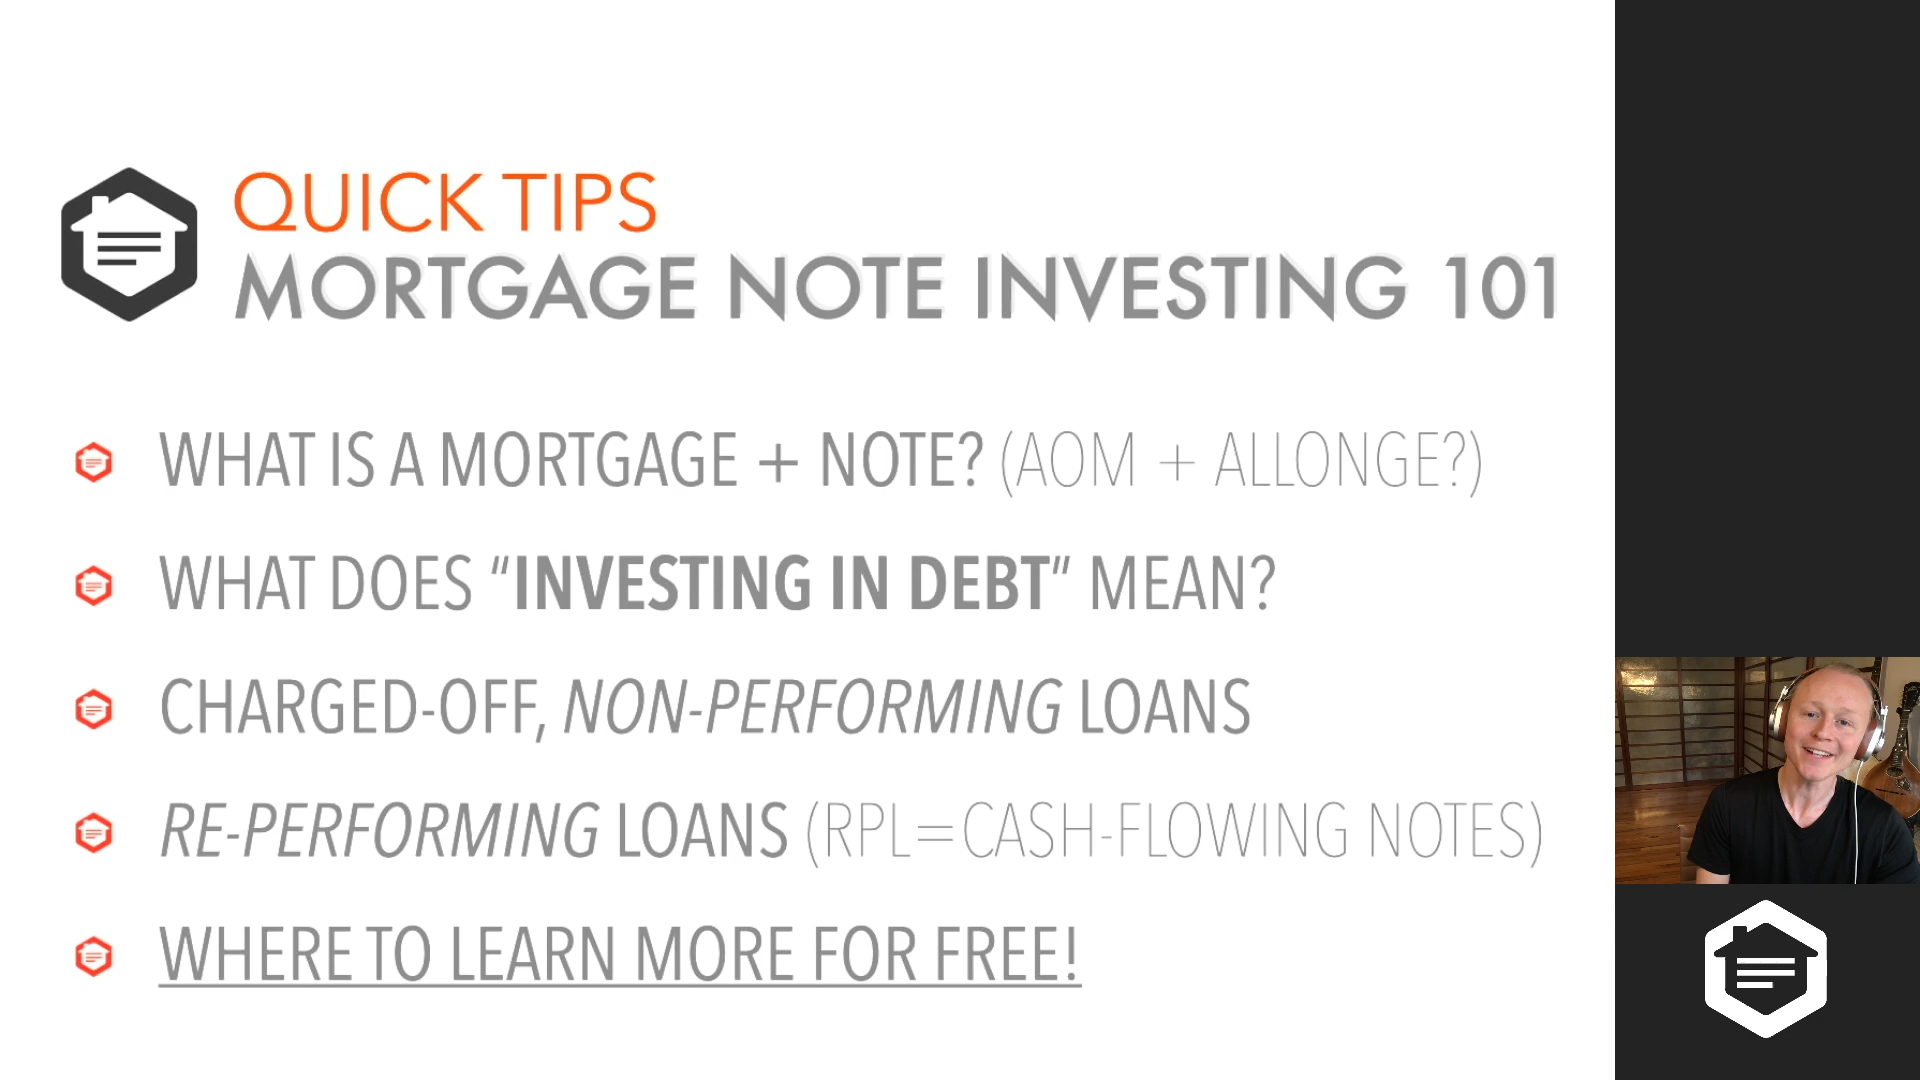 QUICK TIPS
MORTGAGE NOTE INVESTING 101
WHAT IS A MORTGAGE + NOTE? (AOM + ALLONGE?)
WHAT DOES “INVESTING IN DEBT” MEAN?
CHARGED-OFF, NON-PERFORMING LOANS
RE-PERFORMING LOANS (RPL=CASH-FLOWING NOTES)
WHERE TO LEARN MORE FOR FREE!